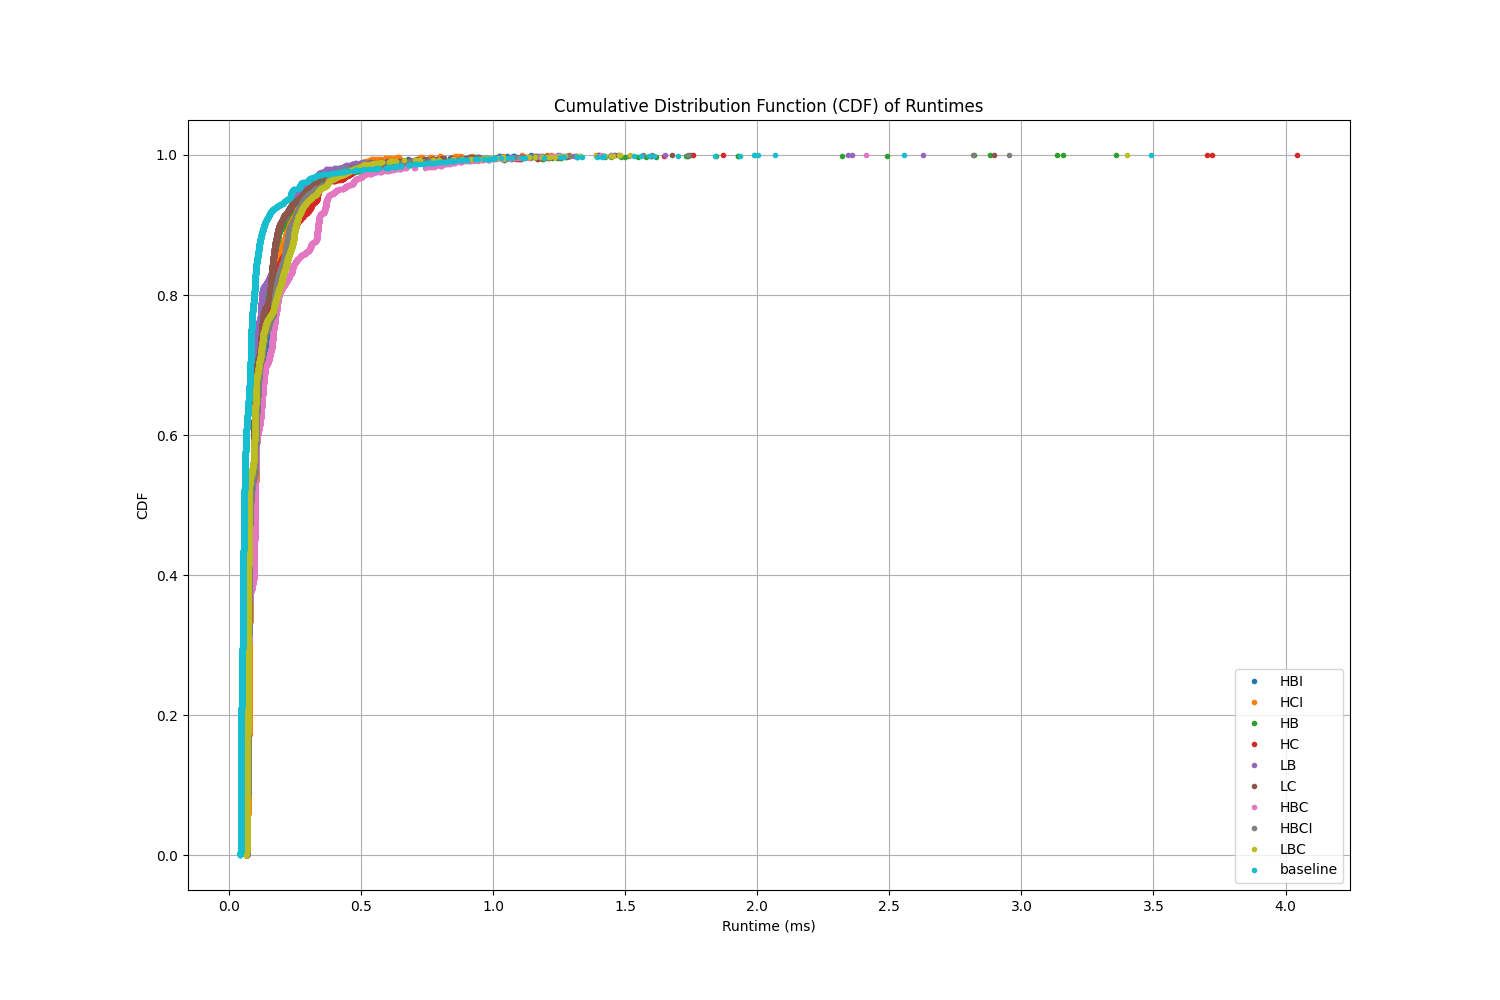 Cumulative Distribution Function (CDF) of Runtimes
CDF
1.0
0.8
0.6
0.4
0.2
0.0
0.0 0.5 1.0 1.5 2.0 2.5 3.0 3.5 4.0
Runtime (ms)
HBI
HCI
HB
HC
LB
LC
HBC
HBCI
LBC
baseline